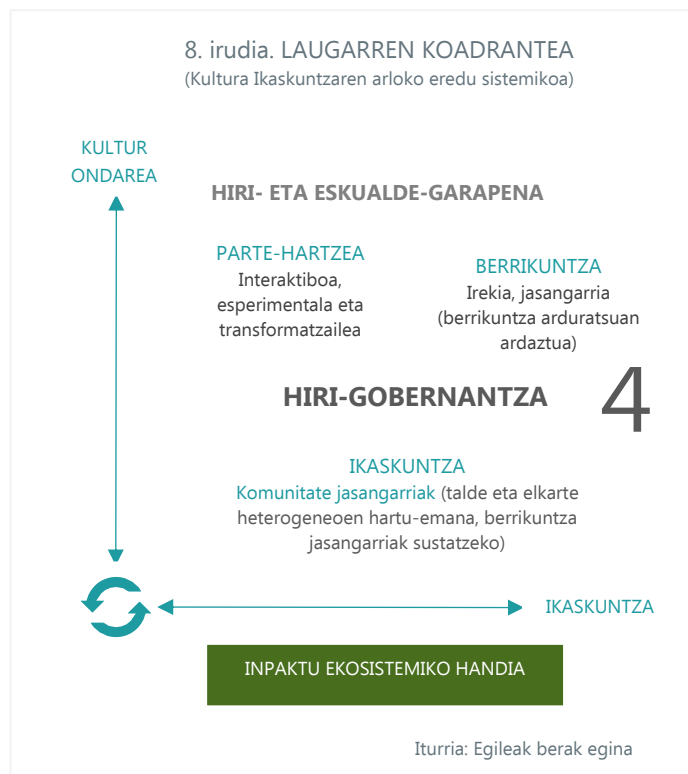 8. irudia. LAUGARREN KOADRANTEA
(Kultura Ikaskuntzaren arloko eredu sistemikoa)
KULTUR
ONDAREA
HIRI- ETA ESKUALDE-GARAPENA
PARTE-HARTZEA
Interaktiboa,
esperimentala eta
transformatzailea
BERRIKUNTZA
Irekia, jasangarria
(berrikuntza arduratsuan
ardaztua)
HIRI-GOBERNANTZA
4
IKASKUNTZA
Komunitate jasangarriak (talde eta elkarte
heterogeneoen hartu-emana, berrikuntza
jasangarriak sustatzeko)
IKASKUNTZA
INPAKTU EKOSISTEMIKO HANDIA
Iturria: Egileak berak egina